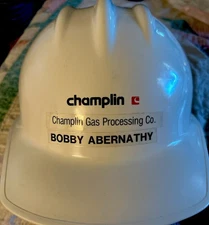 champlin
Champlin Gas Processing Co.
BOBBY ABERNATHY